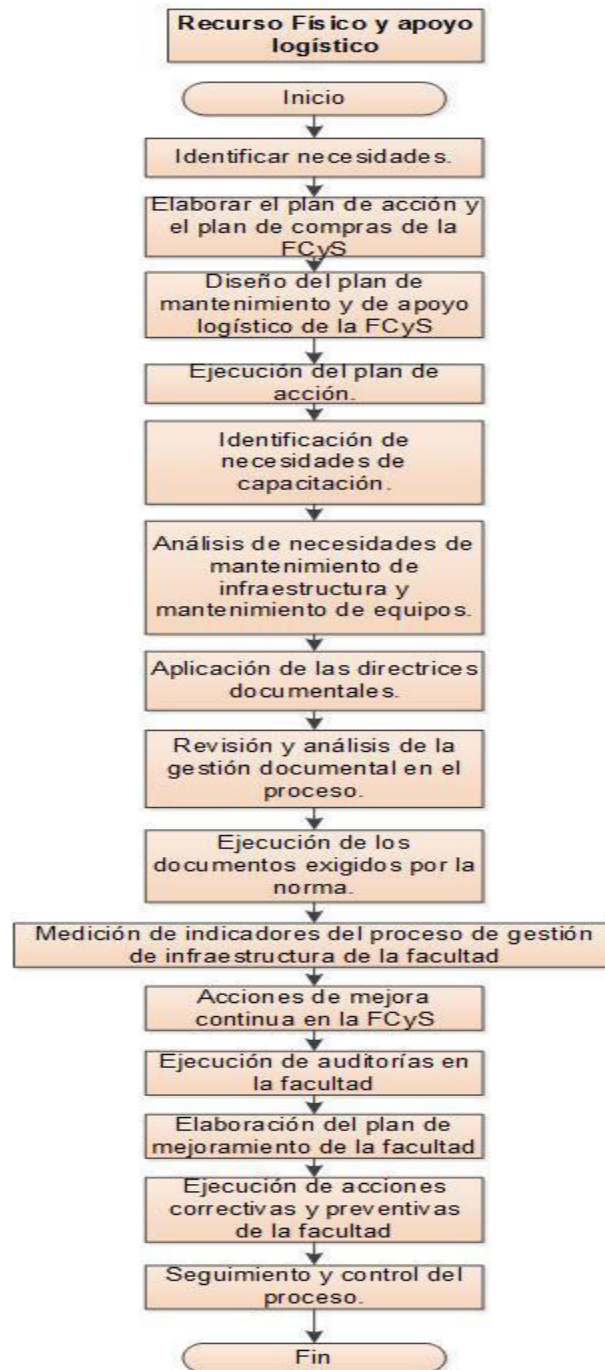 Recurso Físico y apoyo
logístico
Inicio
Identificar necesidades.
Elaborar el plan de acción y
el plan de compras de la
FCyS
Diseño del plan de
mantenimiento y de apoyo
logístico de la FCyS
Ejecución del plan de
acción.
Identificación de
necesidades de
capacitación.
Análisis de necesidades de
mantenimiento de
infraestructura y
mantenimiento de equipos.
Aplicación de las directrices
documentales.
Revisión y análisis de la
gestión documental en el
proceso.
Ejecución de los
documentos exigidos por la
norma.
Medición de indicadores del proceso de gestión
de infraestructura de la facultad
Acciones de mejora
continua en la FCyS
Ejecución de auditorías en
la facultad
Elaboración del plan de
mejoramiento de la facultad
Ejecución de acciones
correctivas y preventivas
de la facultad
Seguimiento y control del
proceso.
Fin